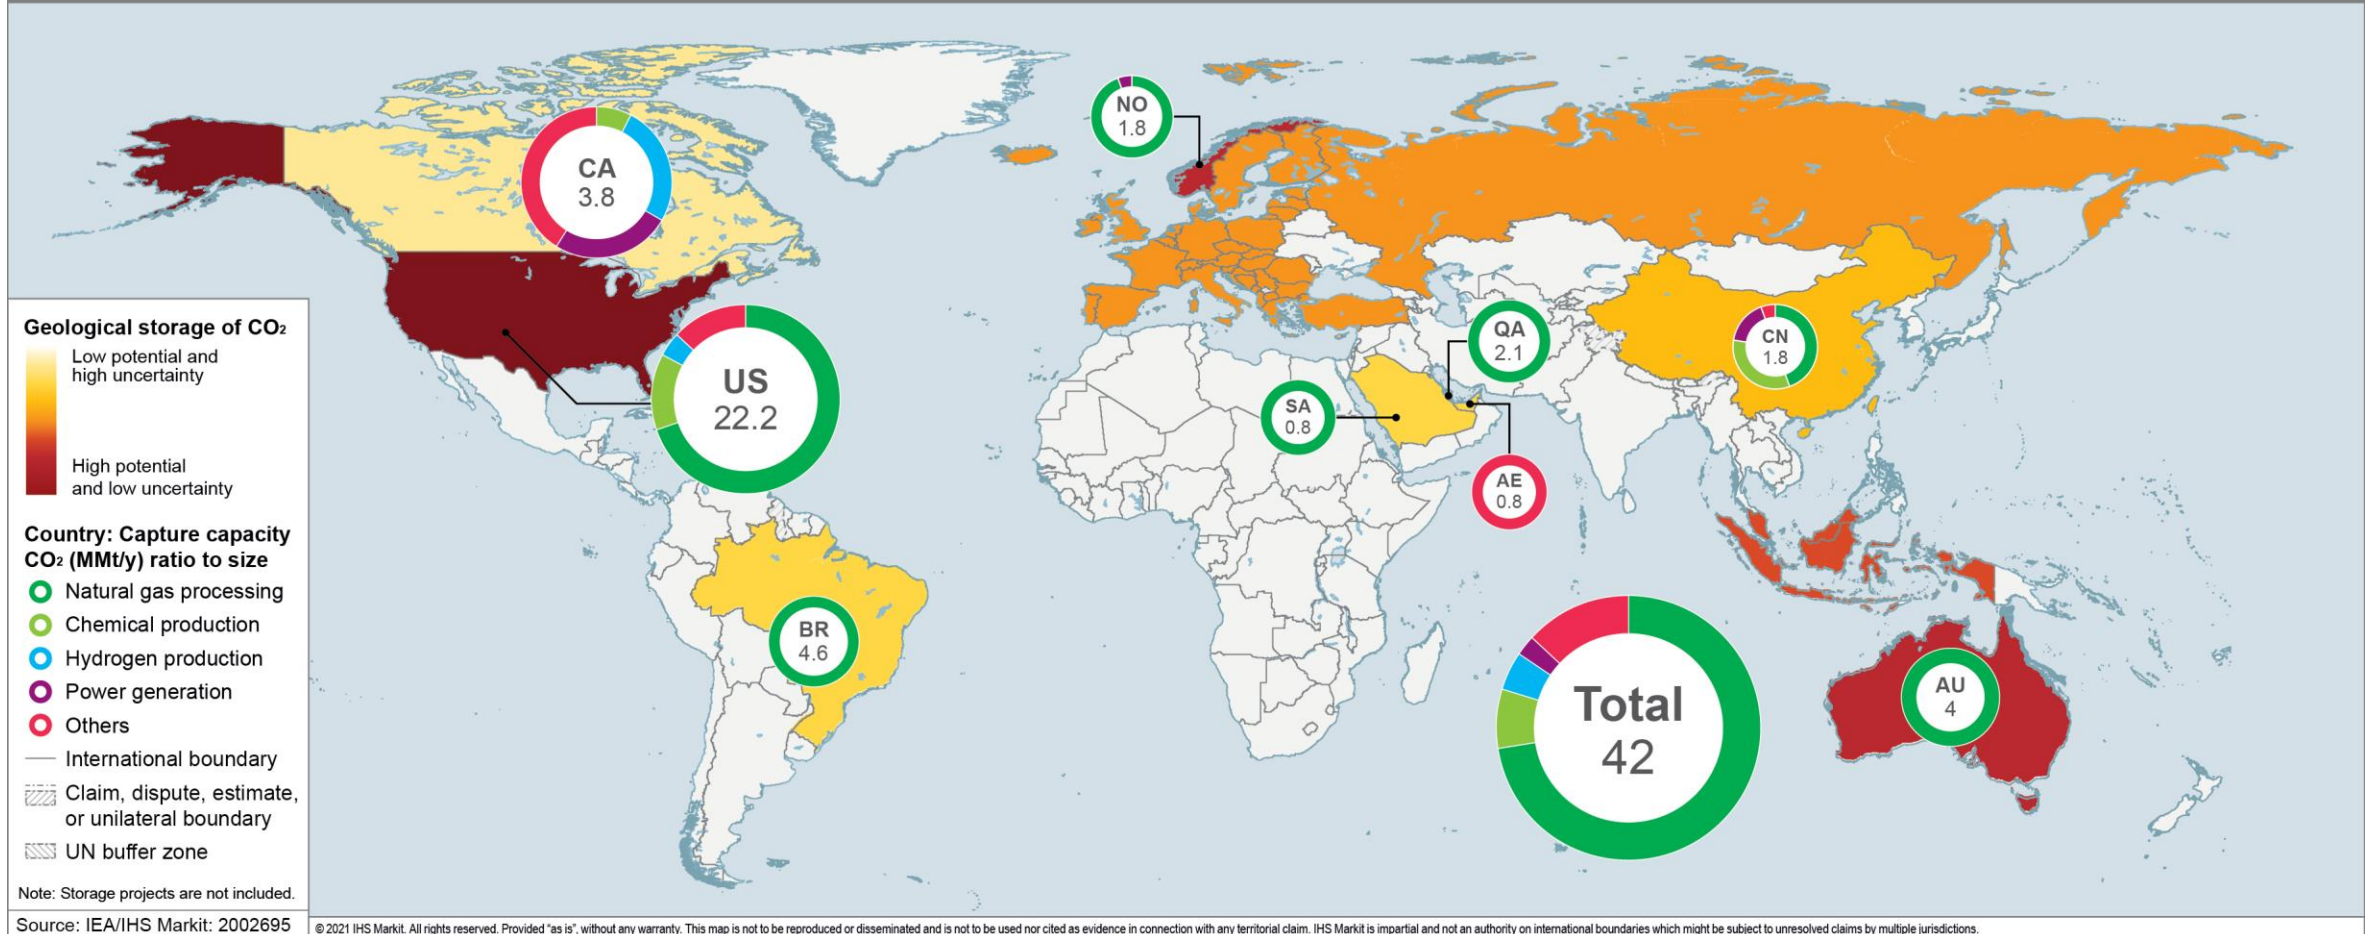 NO
1.8
CA
3.8
Geological storage of CO2
Low potential and
high uncertainty
High potential
and low uncertainty
Country: Capture capacity
CO2 (MMt/y) ratio to size
Natural gas processing
Chemical production
Hydrogen production
Power generation
Others
International boundary
Claim, dispute, estimate,
or unilateral boundary
UN buffer zone
Note: Storage projects are not included.
Source: IEA/IHS Markit: 2002695
US
22.2
QA
2.1
CN
1.8
SA
0.8
AE
0.8
BR
4.6
Total
42
AU
4
© 2021 IHS Markit. All rights reserved. Provided "as is", without any warranty. This map is not to be reproduced or disseminated and is not to be used nor cited as evidence in connection with any territorial claim. IHS Markit is impartial and not an authority on international boundaries which might be subject to unresolved claims by multiple jurisdictions.